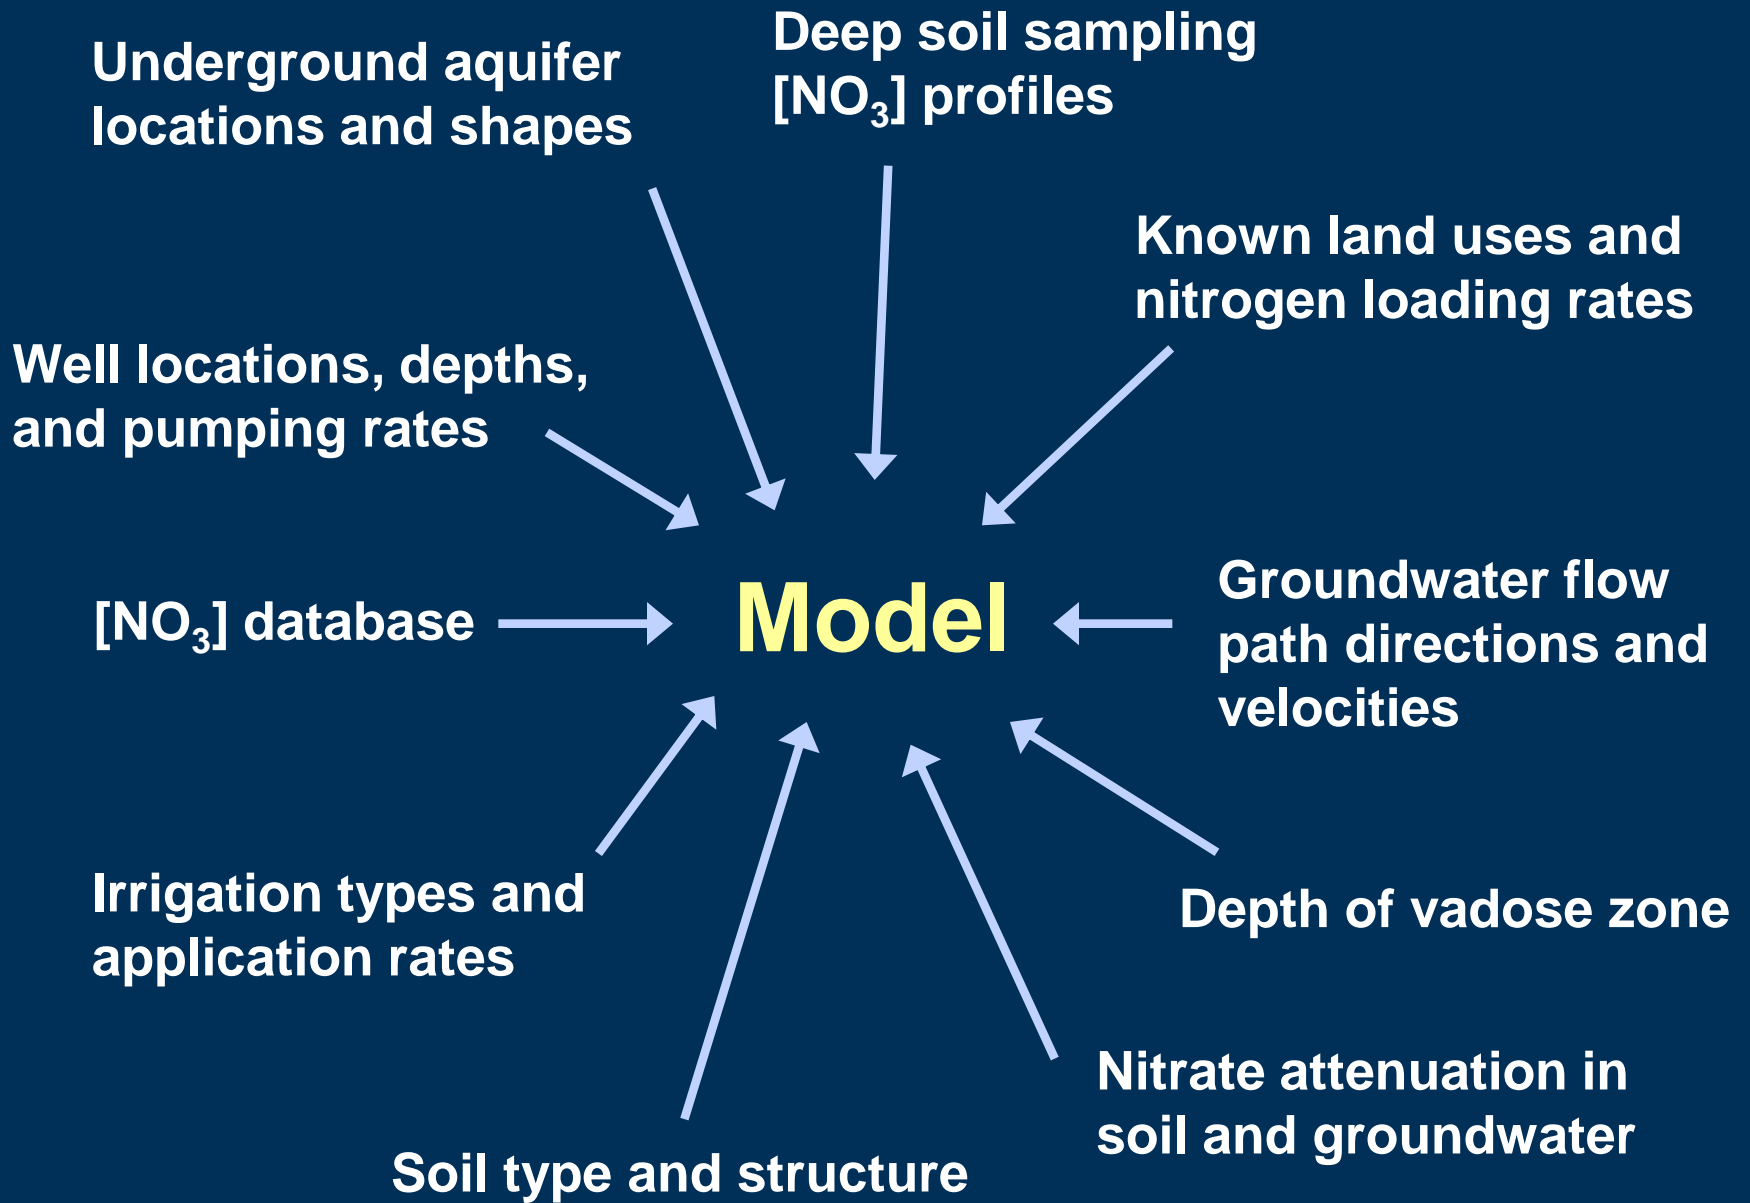 Underground aquifer
locations and shapes
Deep soil sampling
[NO₃] profiles
Known land uses and
nitrogen loading rates
Well locations, depths,
and pumping rates
[NO₃] database
Model
Groundwater flow
path directions and
velocities
Irrigation types and
application rates
Depth of vadose zone
Nitrate attenuation in
soil and groundwater
Soil type and structure